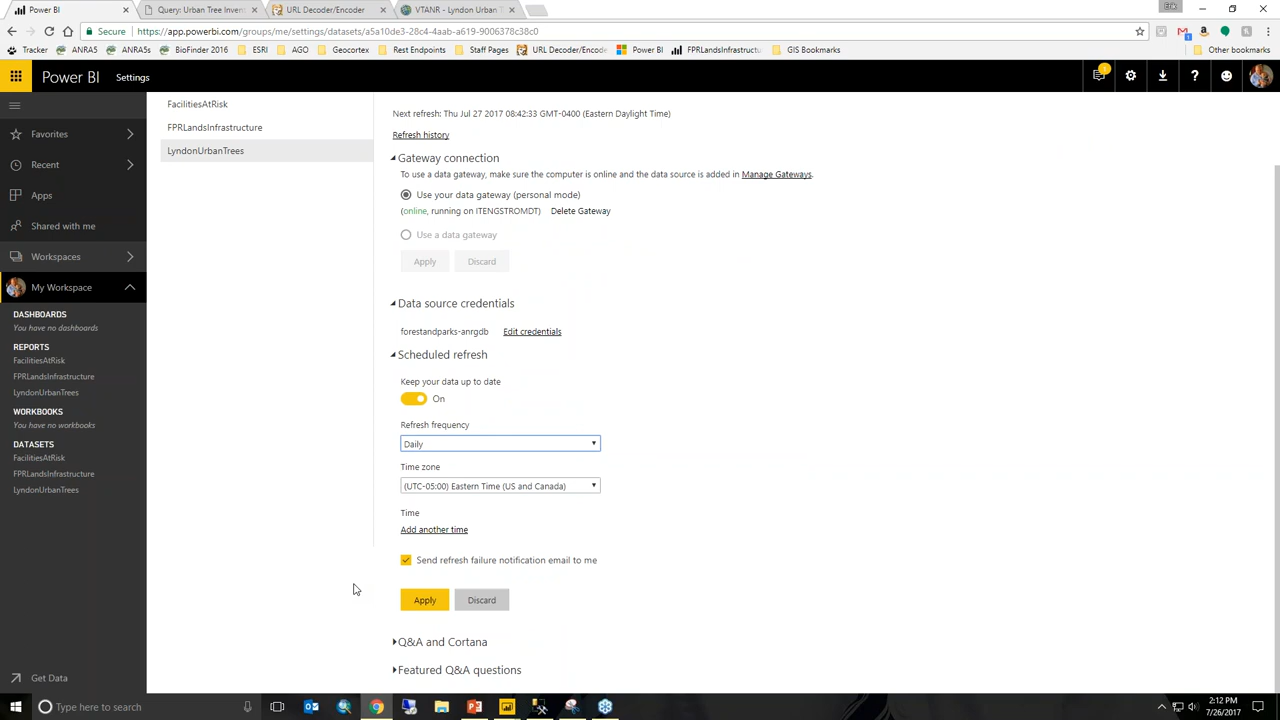 Power BI
Query: Urban Tree Inven
URL Decoder/Encoder
VTANR - Lyndon Urban T
Eric
Secure
https://app.powerbi.com/groups/me/settings/datasets/a5a10de3-28c4-4aab-a619-9006378c38c0
Tracker
ANRA5
ANRA5s
BioFinder 2016
ESRI
AGO
Geocortex
Rest Endpoints
Staff Pages
URL Decoder/Encode
Power BI
FPRLandsInfrastructu
GIS Bookmarks
Other bookmarks
Power BI
Settings
1
Favorites
Recent
Apps
Shared with me
Workspaces
My Workspace
DASHBOARDS
You have no dashboards
REPORTS
FacilitiesAtRisk
FPRLandsInfrastructure
LyndonUrbanTrees
WORKBOOKS
You have no workbooks
DATASETS
FacilitiesAtRisk
FPRLandsInfrastructure
LyndonUrbanTrees
Get Data
FacilitiesAtRisk
FPRLandsInfrastructure
LyndonUrbanTrees
Next refresh: Thu Jul 27 2017 08:42:33 GMT-0400 (Eastern Daylight Time)
Refresh history
Gateway connection
To use a data gateway, make sure the computer is online and the data source is added in Manage Gateways.
Use your data gateway (personal mode)
(online, running on ITENGSTROMDT) Delete Gateway
Use a data gateway
Apply
Discard
Data source credentials
forestandparks-anrgdb Edit credentials
Scheduled refresh
Keep your data up to date
On
Refresh frequency
Daily
Time zone
(UTC-05:00) Eastern Time (US and Canada)
Time
Add another time
Send refresh failure notification email to me
Apply
Discard
Q&A and Cortana
Featured Q&A questions
Type here to search
2:12 PM
7/26/2017